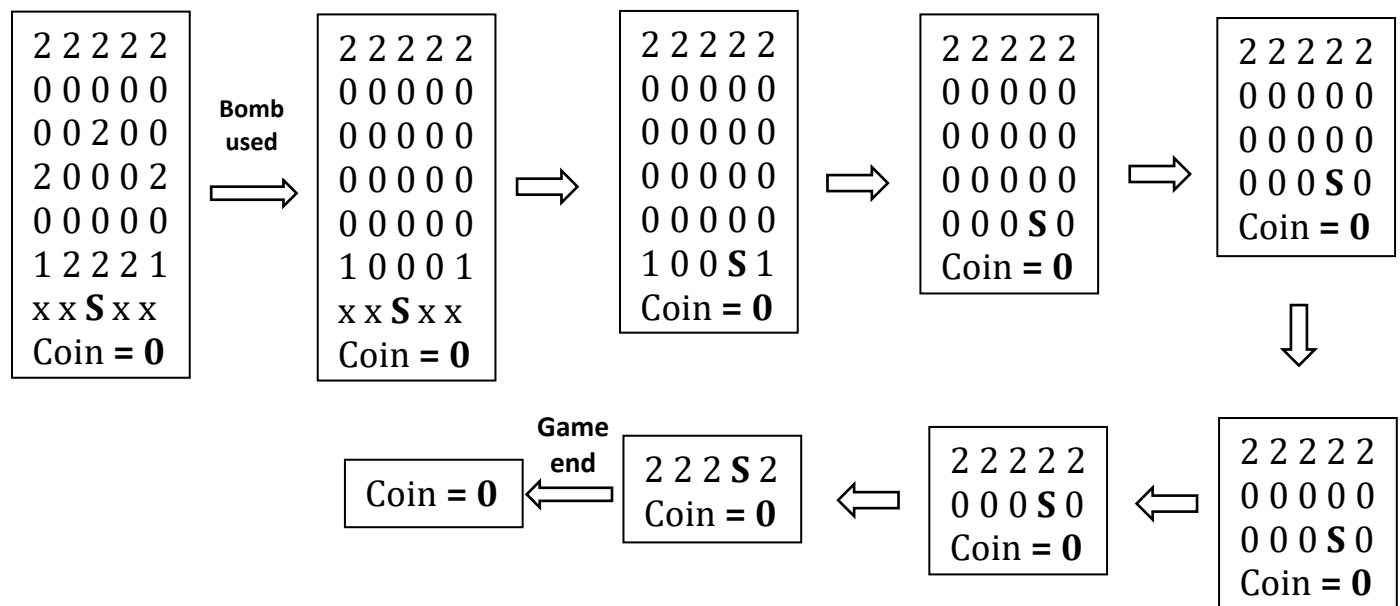 2 2 2 2 2
0 0 0 0 0
0 0 2 0 0
2 0 0 0 2
0 0 0 0 0
1 2 2 2 1
x x S x x
Coin = 0
Bomb
used
2 2 2 2 2
0 0 0 0 0
0 0 0 0 0
0 0 0 0 0
0 0 0 0 0
1 0 0 0 1
x x S x x
Coin = 0
2 2 2 2 2
0 0 0 0 0
0 0 0 0 0
0 0 0 0 0
0 0 0 0 0
1 0 0 S 1
Coin = 0
2 2 2 2 2
0 0 0 0 0
0 0 0 0 0
0 0 0 0 0
0 0 0 S 0
Coin = 0
2 2 2 2 2
0 0 0 0 0
0 0 0 0 0
0 0 0 S 0
Coin = 0
2 2 2 2 2
0 0 0 0 0
0 0 0 S 0
Coin = 0
2 2 2 2 2
0 0 0 S 0
Coin = 0
2 2 2 S 2
Coin = 0
Game
end
Coin = 0